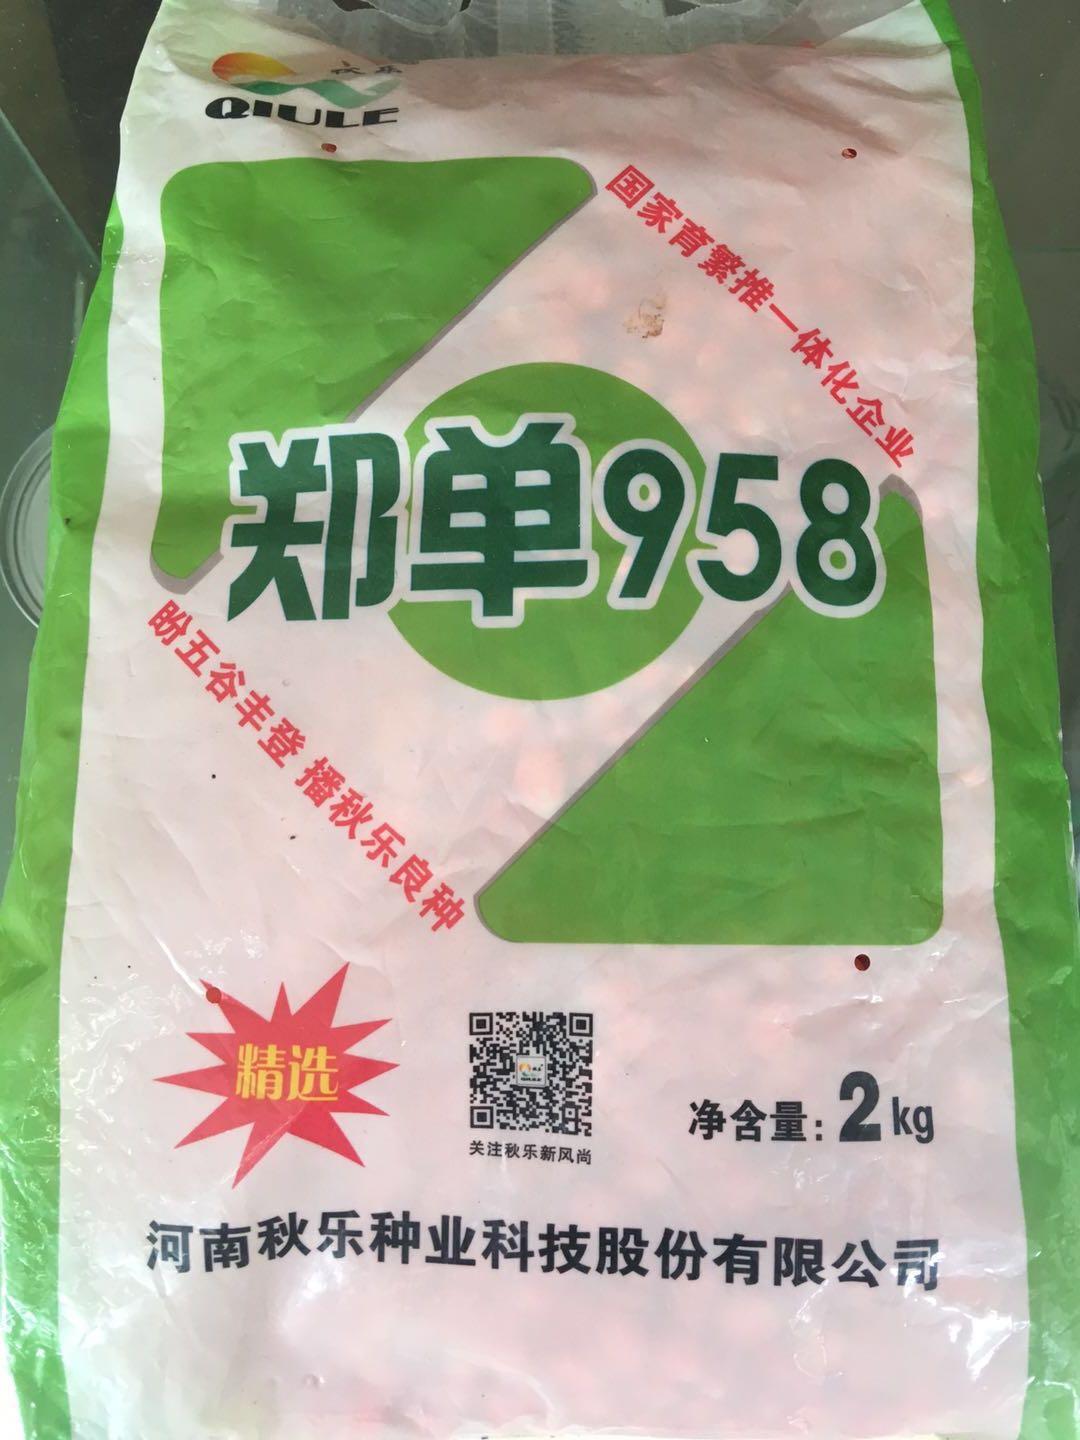 秋乐
QIULE
国家育繁推一体化企业
郑单958
盼五谷丰登 播秋乐良种
精选
关注秋乐新风尚
净含量：2kg
河南秋乐种业科技股份有限公司